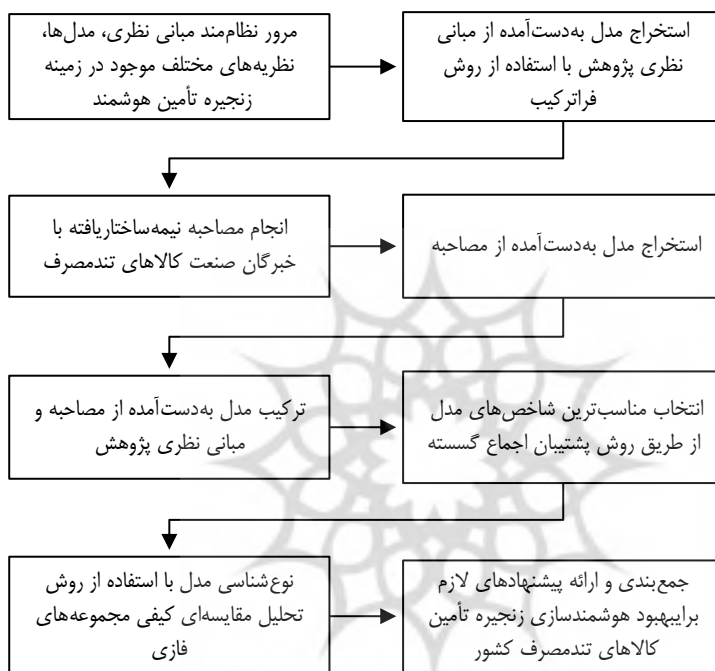 مرور نظام‌مند مبانی نظری، مدل‌ها،
نظریه‌های مختلف موجود در زمینه
زنجیره تأمین هوشمند
استخراج مدل به‌دست‌آمده از مبانی
نظری پژوهش با استفاده از روش
فراترکیب
انجام مصاحبه نیمه‌ساختاریافته با
خبرگان صنعت کالاهای تندمصرف
استخراج مدل به‌دست‌آمده از مصاحبه
ترکیب مدل به‌دست‌آمده از مصاحبه و
مبانی نظری پژوهش
انتخاب مناسب‌ترین شاخص‌های مدل
از طریق روش پشتیبان اجماع گسسته
نوع‌شناسی مدل با استفاده از روش
تحلیل مقایسه‌ای کیفی مجموعه‌های
فازی
جمع‌بندی و ارائه پیشنهادهای لازم
برایبهبود هوشمندسازی زنجیره تأمین
کالاهای تندمصرف کشور